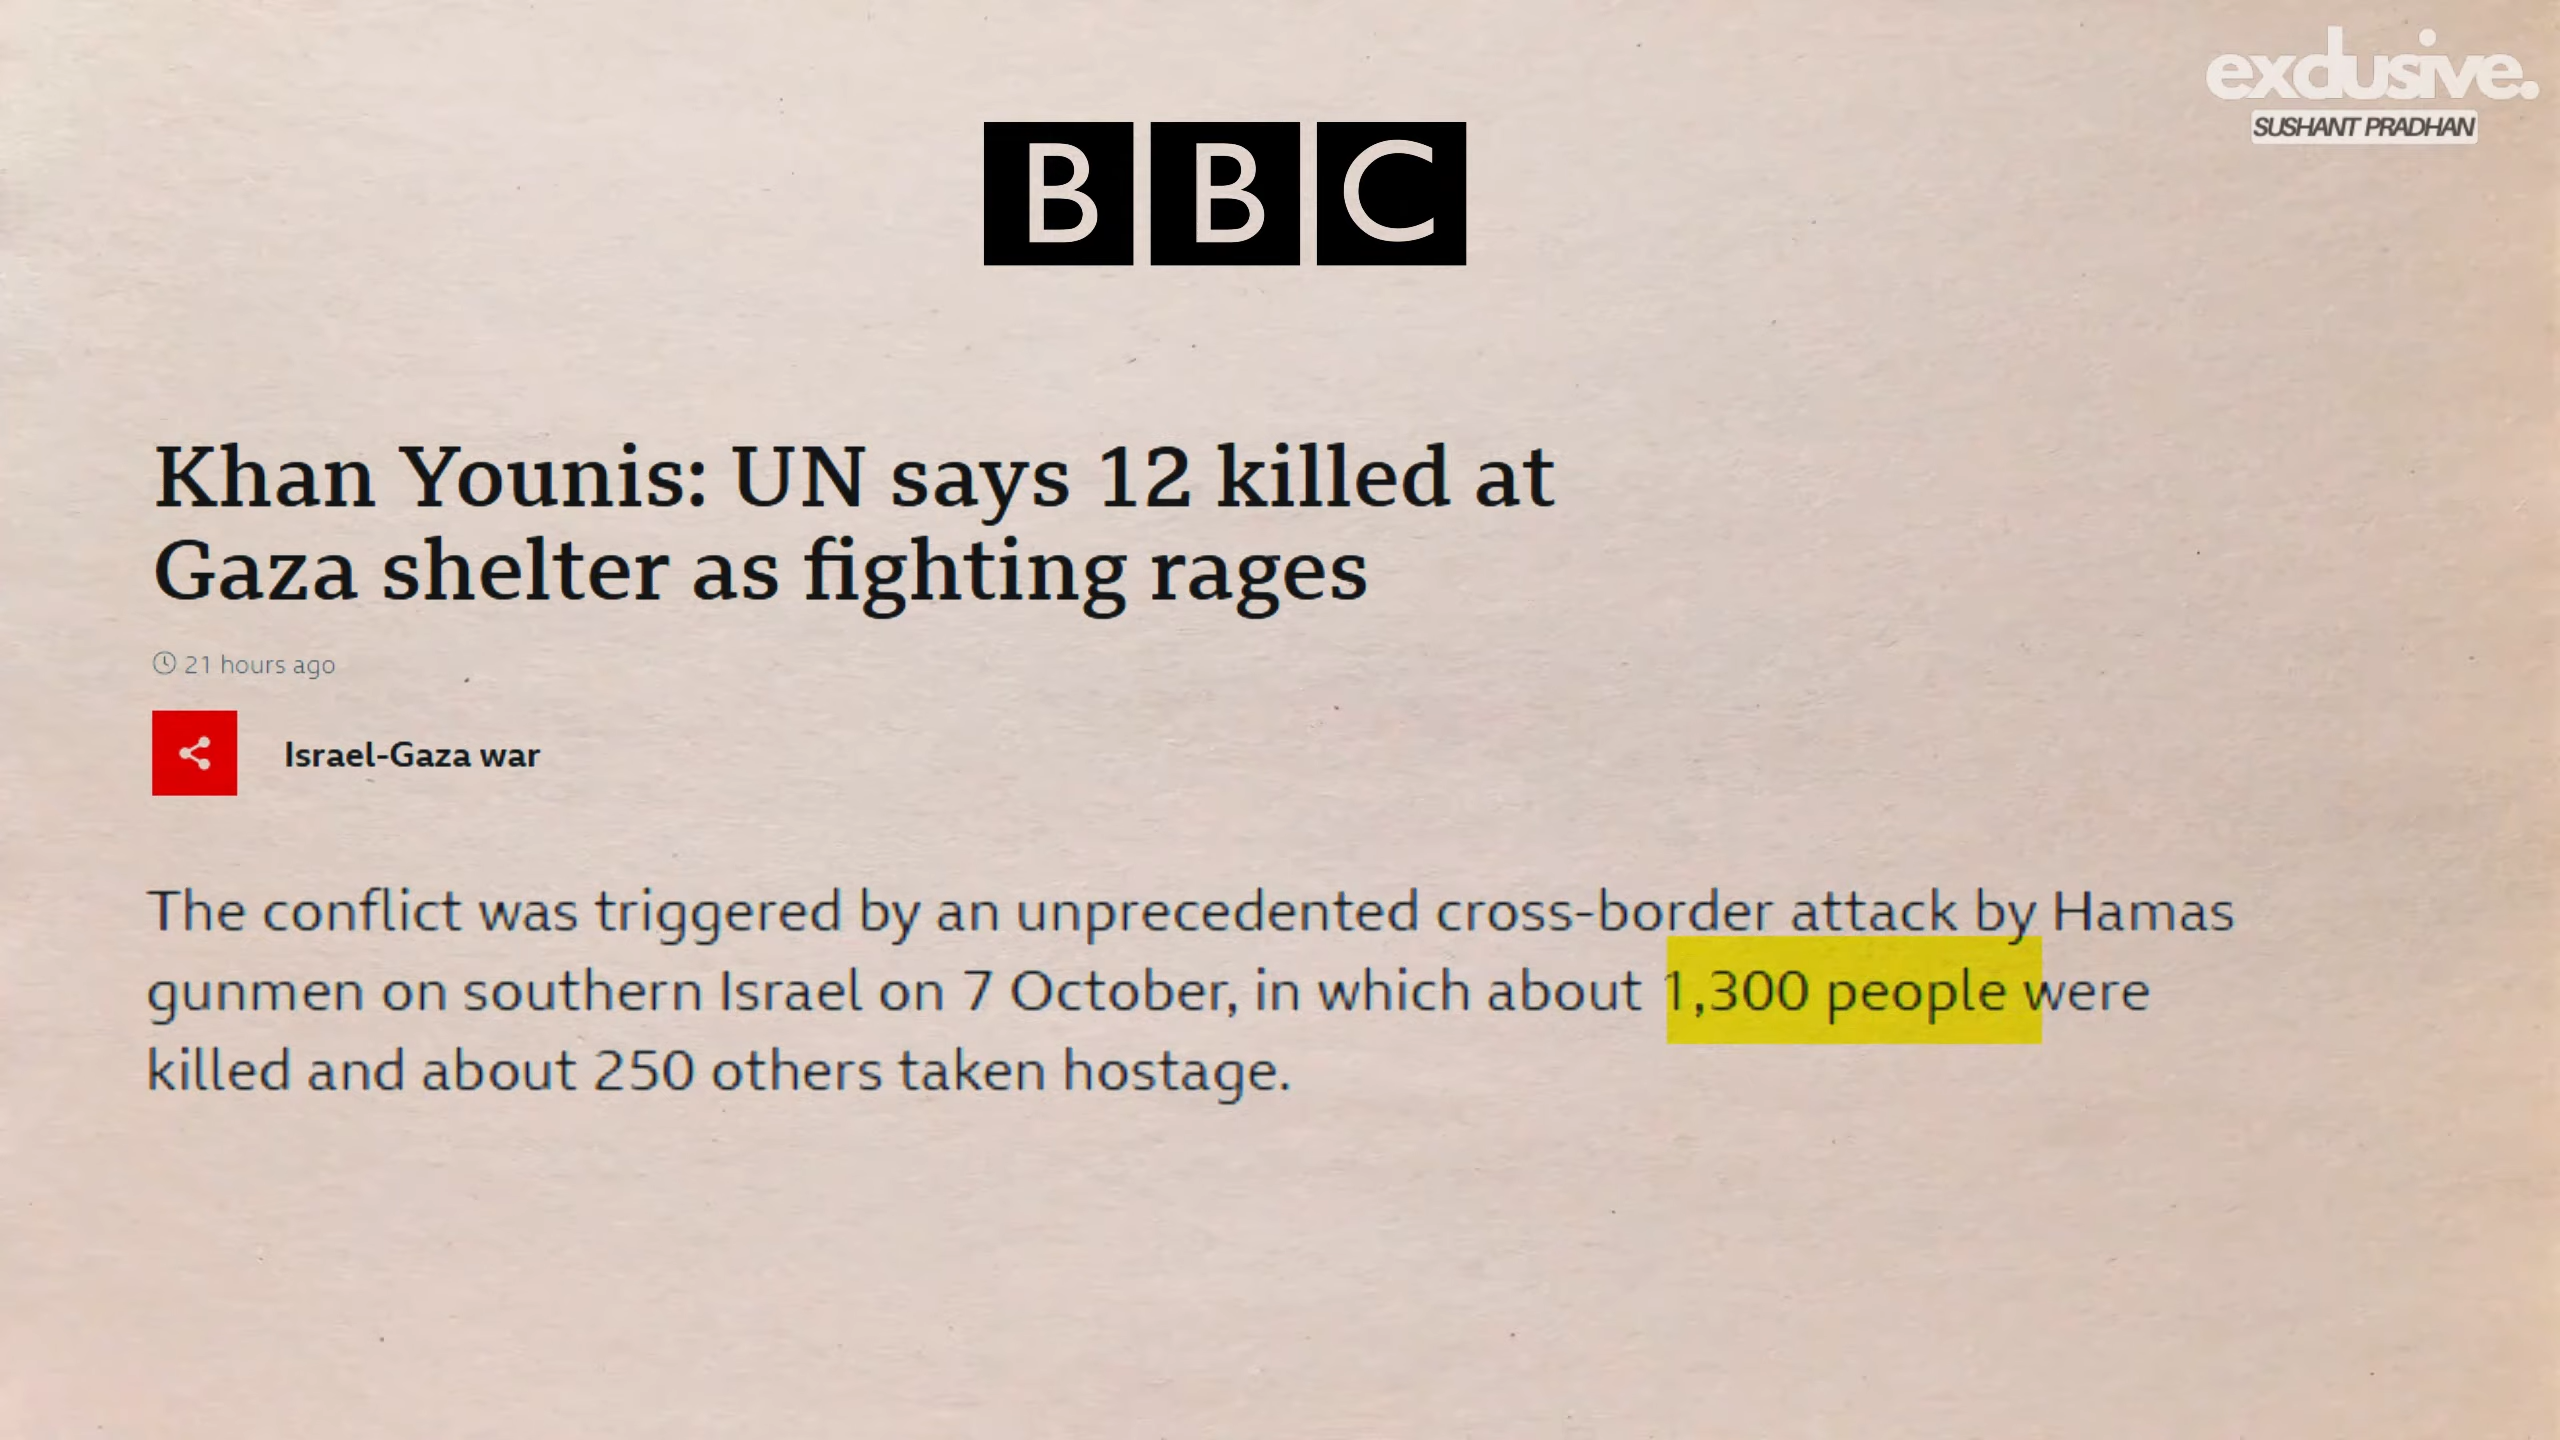 exclusive.
SUSHANT PRADHAN
BBC
Khan Younis: UN says 12 killed at
Gaza shelter as fighting rages
21 hours ago
Israel-Gaza war
The conflict was triggered by an unprecedented cross-border attack by Hamas
gunmen on southern Israel on 7 October, in which about 1,300 people were
killed and about 250 others taken hostage.